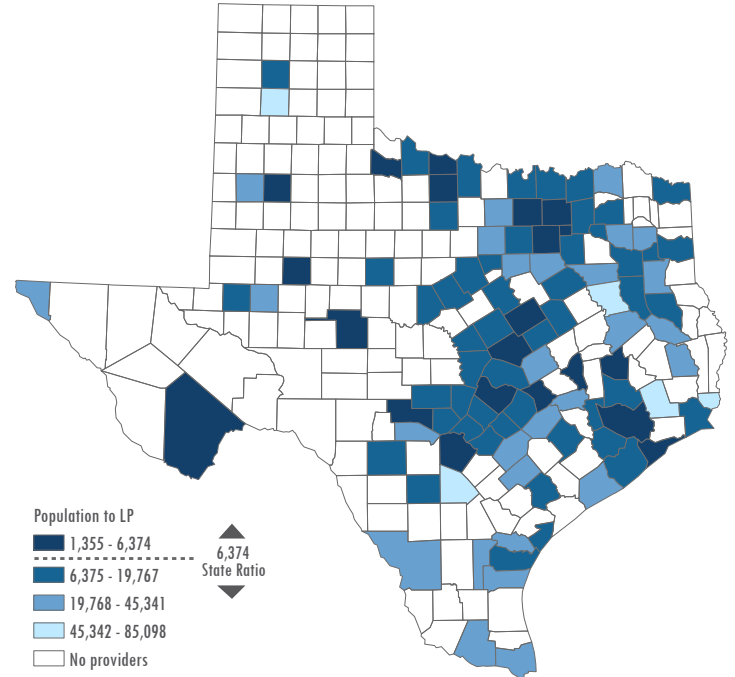 Population to LP
1,355 - 6,374
6,375 - 19,767
19,768 - 45,341
45,342 - 85,098
No providers
6,374
State Ratio